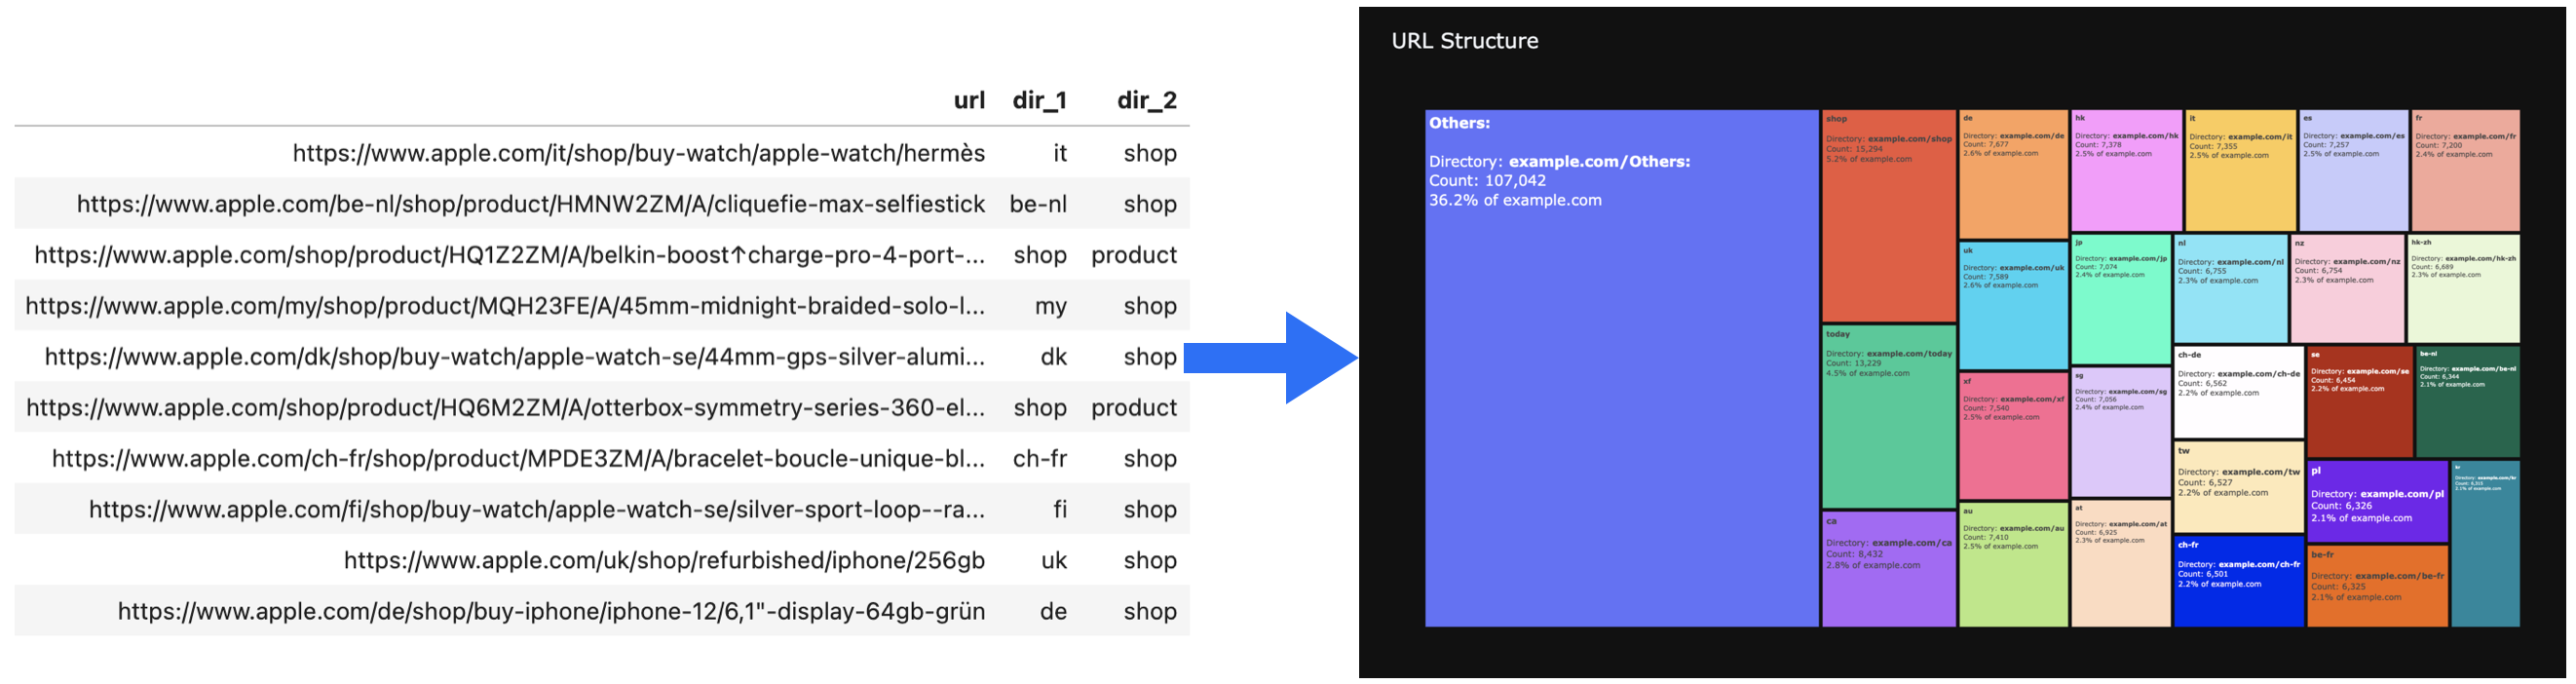 url dir_1 dir_2
https://www.apple.com/it/shop/buy-watch/apple-watch/hermès it shop
https://www.apple.com/be-nl/shop/product/HMNW2ZM/A/cliquefie-max-selfiestick be-nl shop
https://www.apple.com/shop/product/HQ1Z2ZM/A/belkin-boost↑charge-pro-4-port-... shop product
https://www.apple.com/my/shop/product/MQH23FE/A/45mm-midnight-braided-solo-l... my shop
https://www.apple.com/dk/shop/buy-watch/apple-watch-se/44mm-gps-silver-alumi... dk shop
https://www.apple.com/shop/product/HQ6M2ZM/A/otterbox-symmetry-series-360-el... shop product
https://www.apple.com/ch-fr/shop/product/MPDE3ZM/A/bracelet-boucle-unique-bl... ch-fr shop
https://www.apple.com/fi/shop/buy-watch/apple-watch-se/silver-sport-loop--ra... fi shop
https://www.apple.com/uk/shop/refurbished/iphone/256gb uk shop
https://www.apple.com/de/shop/buy-iphone/iphone-12/6,1"-display-64gb-grün de shop
URL Structure
Others:
Directory: example.com/Others:
Count: 107,042
36.2% of example.com
shop
Directory: example.com/shop
Count: 15,294
5.2% of example.com
today
Directory: example.com/today
Count: 13,229
4.5% of example.com
ca
Directory: example.com/ca
Count: 8,432
2.8% of example.com
de
Directory: example.com/de
Count: 7,677
2.6% of example.com
uk
Directory: example.com/uk
Count: 7,589
2.6% of example.com
xf
Directory: example.com/xf
Count: 7,540
2.5% of example.com
au
Directory: example.com/au
Count: 7,410
2.5% of example.com
hk
Directory: example.com/hk
Count: 7,378
2.5% of example.com
it
Directory: example.com/it
Count: 7,355
2.5% of example.com
es
Directory: example.com/es
Count: 7,257
2.5% of example.com
fr
Directory: example.com/fr
Count: 7,200
2.4% of example.com
jp
Directory: example.com/jp
Count: 7,074
2.4% of example.com
sg
Directory: example.com/sg
Count: 7,056
2.4% of example.com
at
Directory: example.com/at
Count: 6,925
2.3% of example.com
nl
Directory: example.com/nl
Count: 6,755
2.3% of example.com
nz
Directory: example.com/nz
Count: 6,754
2.3% of example.com
hk-zh
Directory: example.com/hk-zh
Count: 6,689
2.3% of example.com
ch-de
Directory: example.com/ch-de
Count: 6,562
2.2% of example.com
tw
Directory: example.com/tw
Count: 6,527
2.2% of example.com
ch-fr
Directory: example.com/ch-fr
Count: 6,501
2.2% of example.com
se
Directory: example.com/se
Count: 6,454
2.2% of example.com
be-nl
Directory: example.com/be-nl
Count: 6,344
2.1% of example.com
pl
Directory: example.com/pl
Count: 6,326
2.1% of example.com
be-fr
Directory: example.com/be-fr
Count: 6,325
2.1% of example.com
kr
Directory: example.com/kr
2.1% of example.com